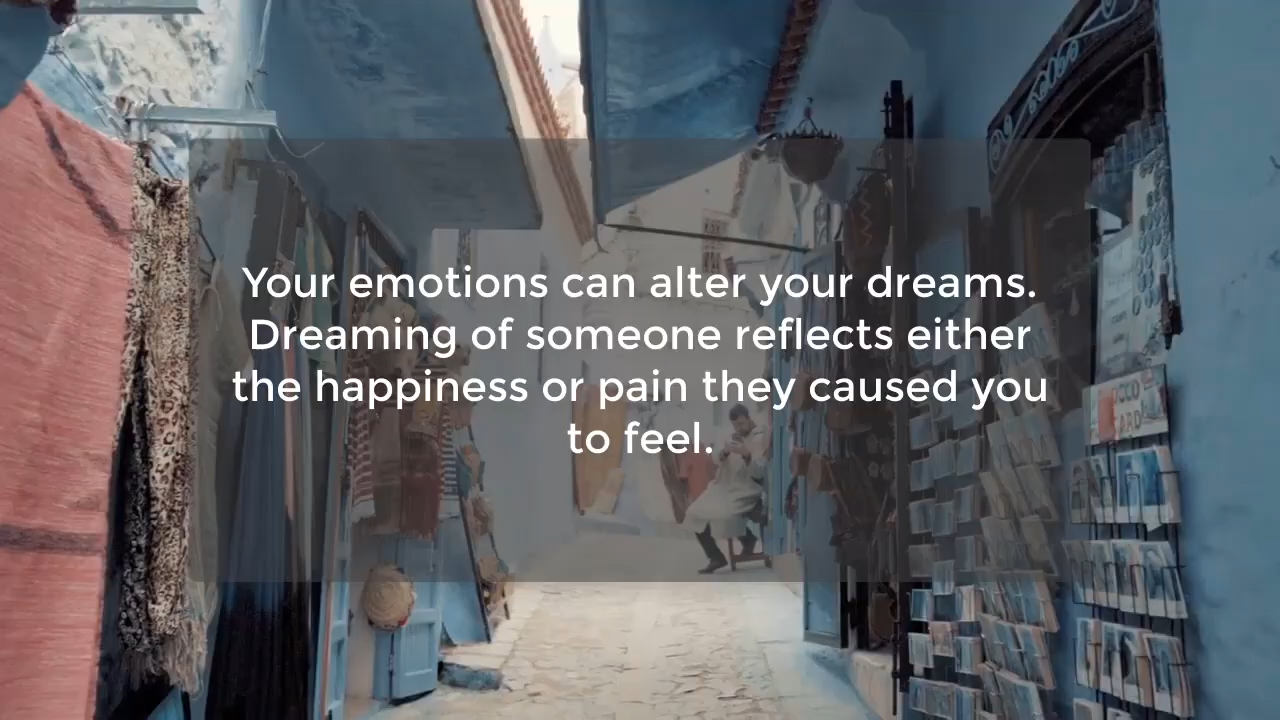 Your emotions can alter your dreams.
Dreaming of someone reflects either
the happiness or pain they caused you
to feel.